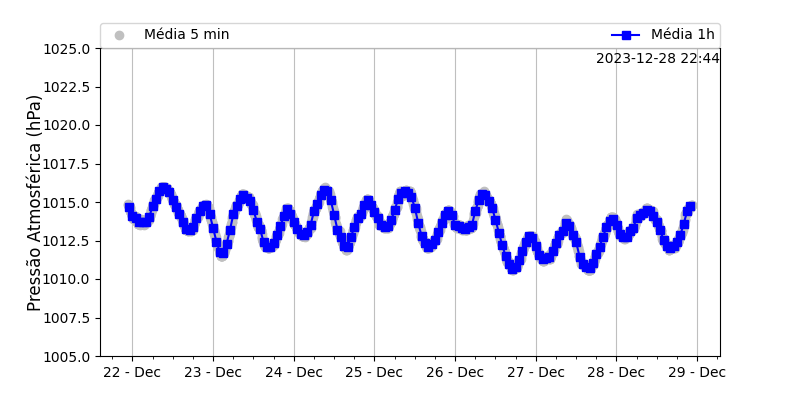 Média 5 min
Média 1h
2023-12-28 22:44
Pressão Atmosférica (hPa)
1025.0
1022.5
1020.0
1017.5
1015.0
1012.5
1010.0
1007.5
1005.0
22 - Dec
23 - Dec
24 - Dec
25 - Dec
26 - Dec
27 - Dec
28 - Dec
29 - Dec